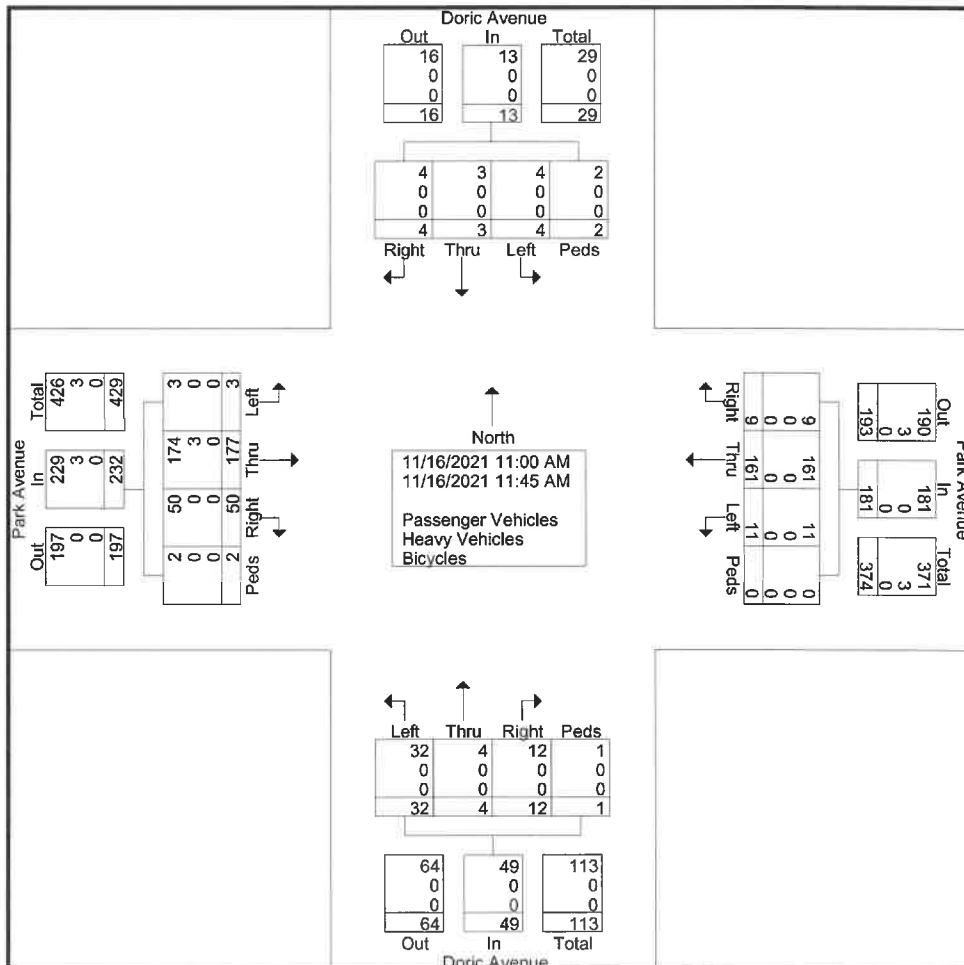 Doric Avenue
Out In Total
16 13 29
0 0 0
0 0 0
16 13 29
4 3 4 2
0 0 0 0
0 0 0 0
4 3 4 2
Right Thru Left Peds
Park Avenue
Total In Out
426 229 197
3 3 0
0 0 0
429 232 197
3 174 50 2
0 3 0 0
0 0 0 0
3 177 50 2
Left Thru Right Peds
North
11/16/2021 11:00 AM
11/16/2021 11:45 AM
Passenger Vehicles
Heavy Vehicles
Bicycles
Right Thru Left Peds
9 161 11 0
0 0 0 0
0 0 0 0
9 161 11 0
Out In Total
190 181 371
3 0 3
0 0 0
193 181 374
Park Avenue
Left Thru Right Peds
32 4 12 1
0 0 0 0
0 0 0 0
32 4 12 1
64 49 113
0 0 0
0 0 0
64 49 113
Out In Total
Doric Avenue